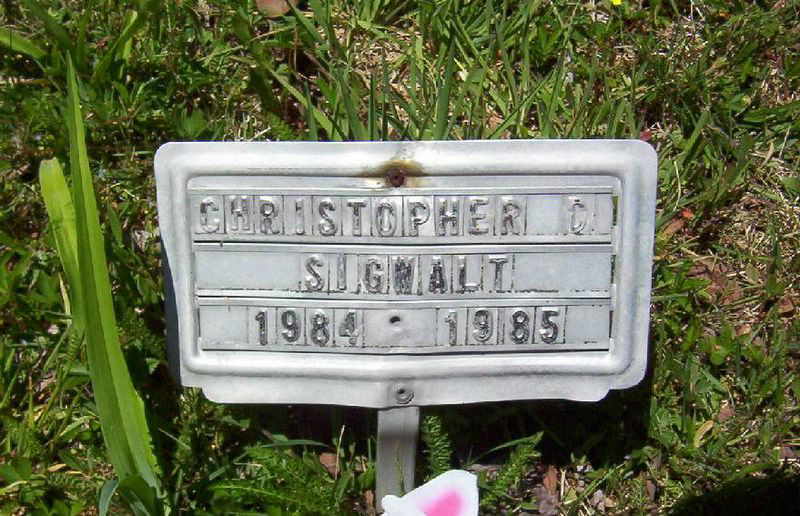 CHRISTOPHER C
SIGWALT
1984 - 1985